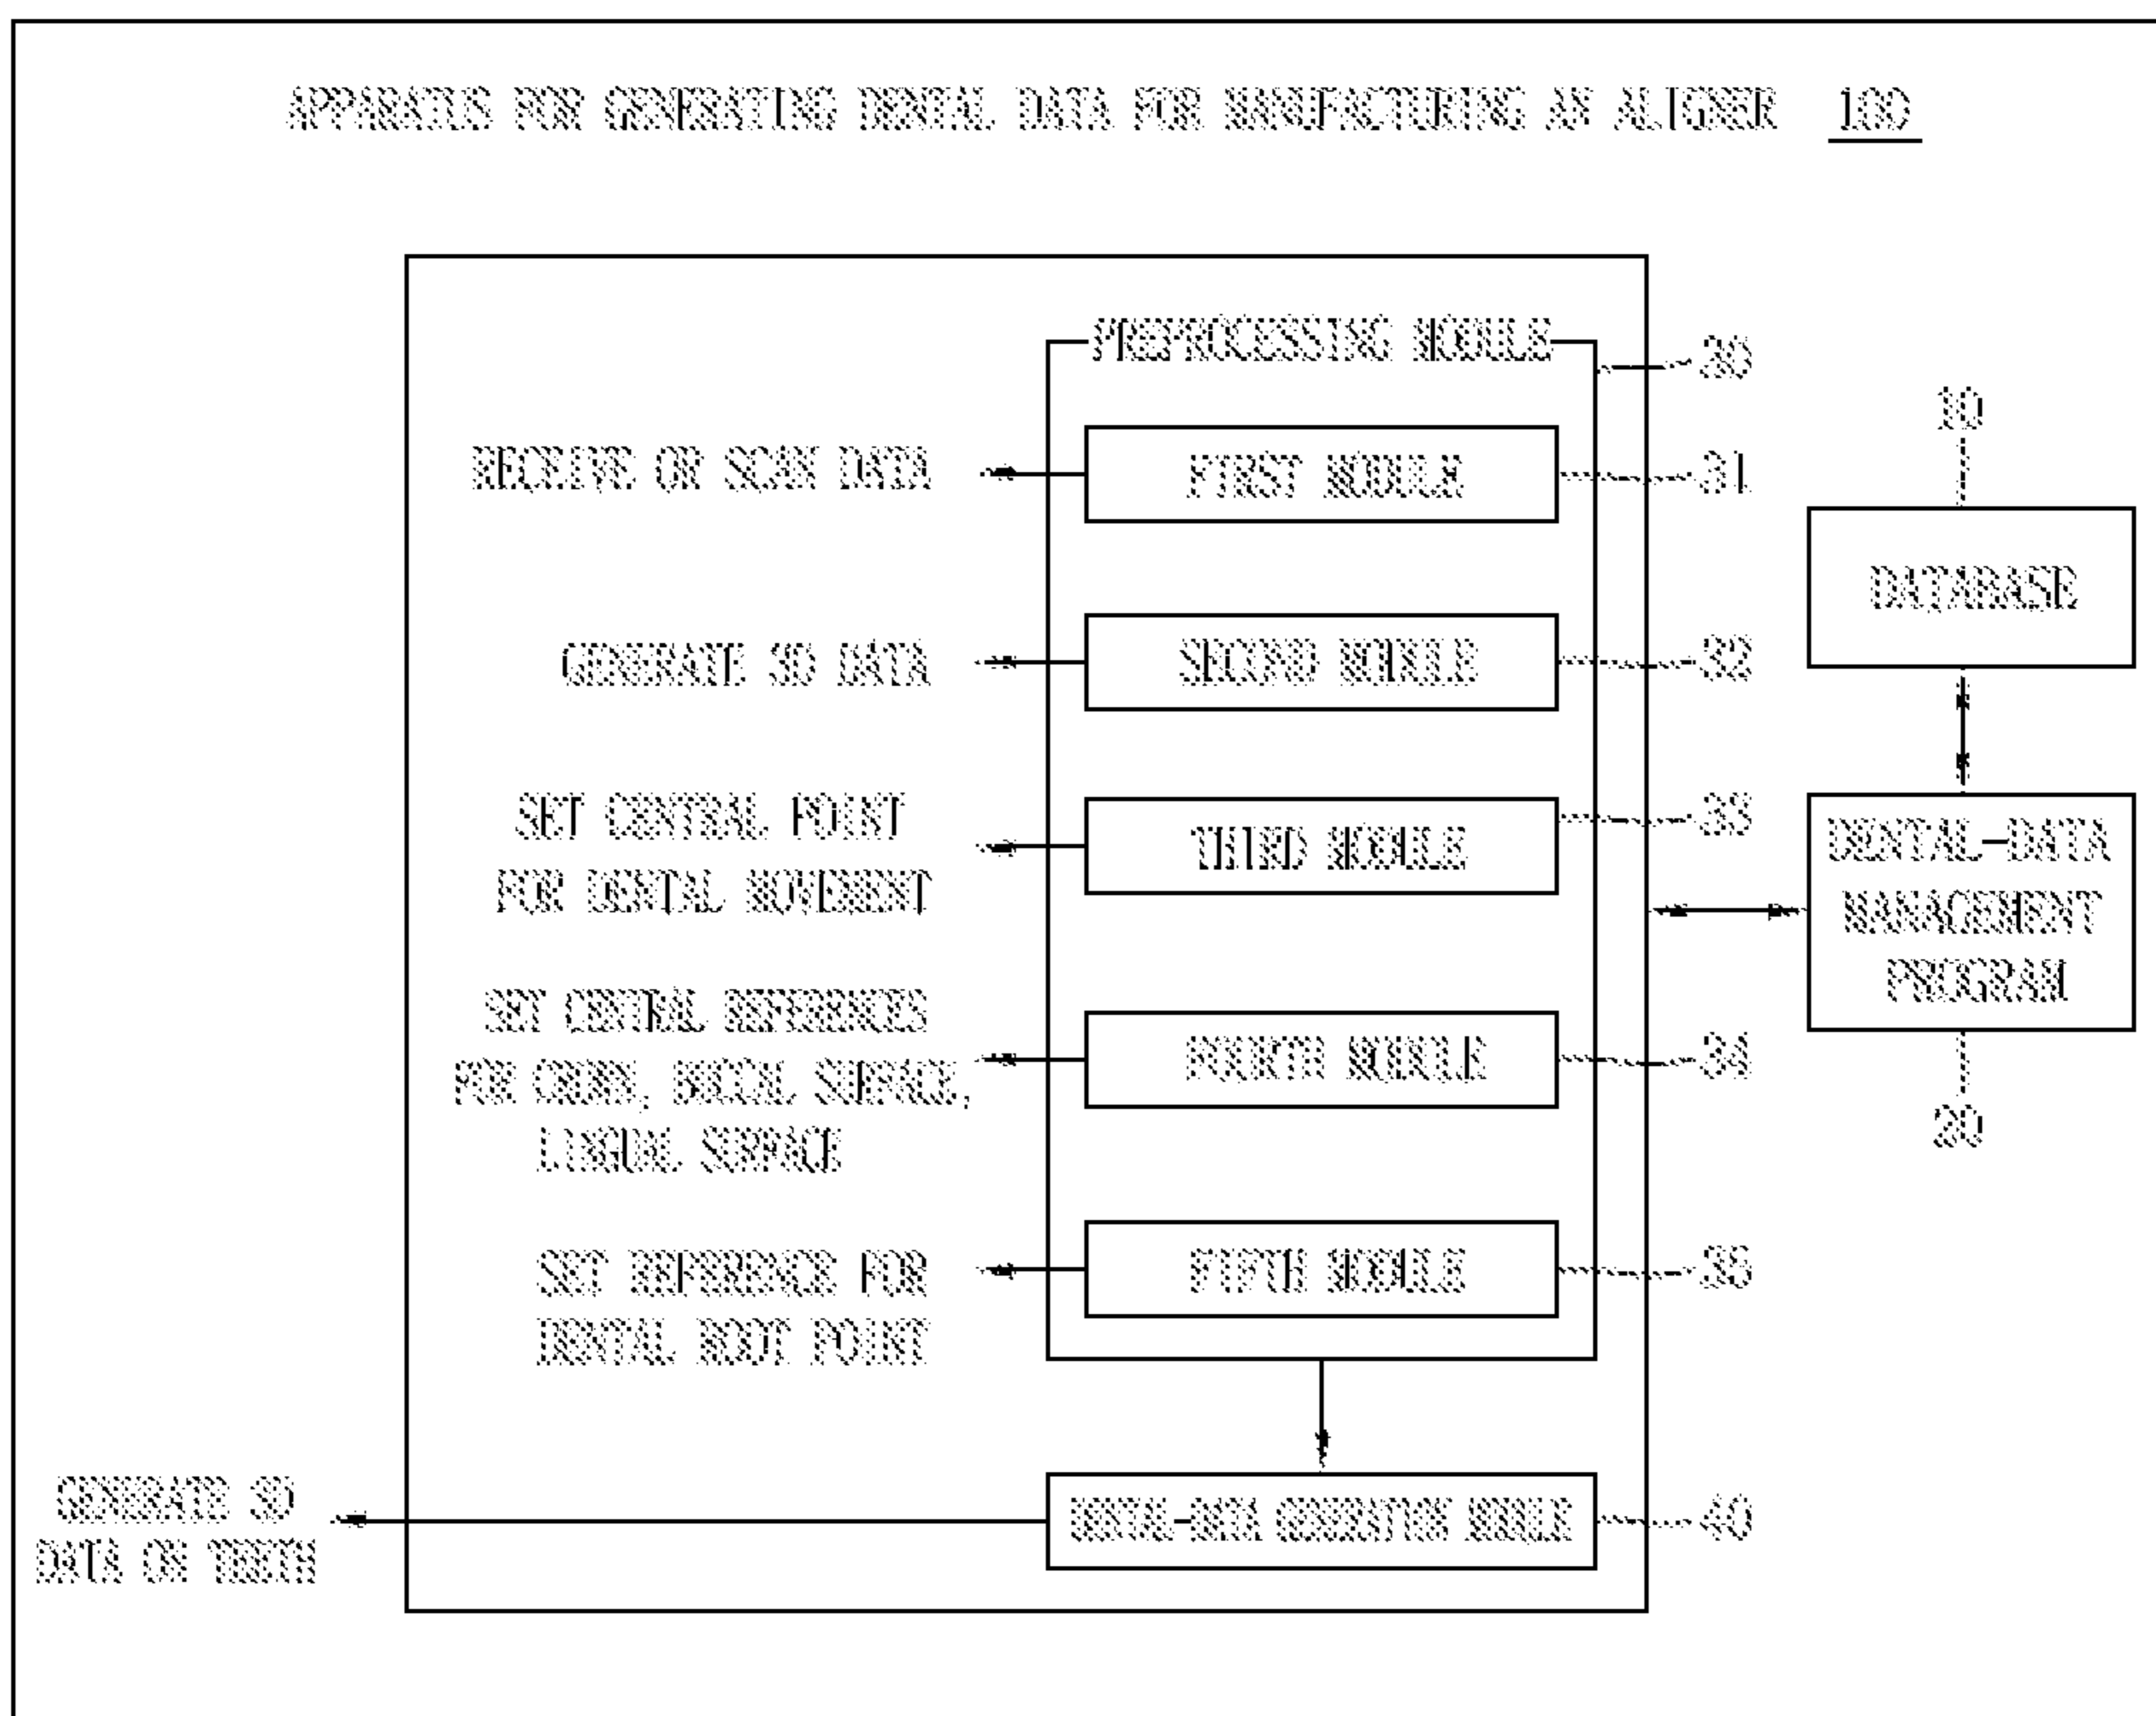 APPARATUS FOR GENERATING DENTAL DATA FOR MANUFACTURING AN ALIGNER 100
PREPROCESSING MODULE
30
RECEIVE OR SCAN DATA
FIRST MODULE
31
10
DATABASE
GENERATE 3D DATA
SECOND MODULE
32
SET CENTRAL POINT
FOR DENTAL MOVEMENT
THIRD MODULE
33
DENTAL-DATA
MANAGEMENT
PROGRAM
20
SET CENTRAL REFERENCES
FOR CROWN, BUCCAL SURFACE,
LINGUAL SURFACE
FOURTH MODULE
34
SET REFERENCE FOR
DENTAL ROOT POINT
FIFTH MODULE
35
GENERATE 3D
DATA ON TEETH
DENTAL-DATA GENERATION MODULE
40